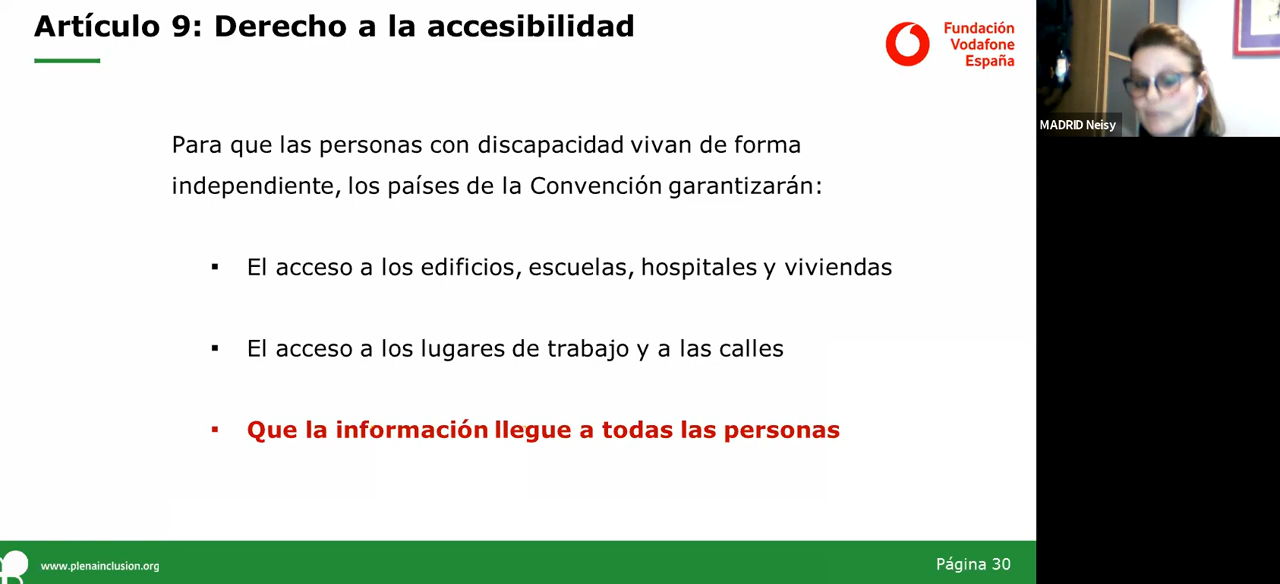 Artículo 9: Derecho a la accesibilidad
Fundación
Vodafone
España
MADRID Neisy
Para que las personas con discapacidad vivan de forma
independiente, los países de la Convención garantizarán:
▪ El acceso a los edificios, escuelas, hospitales y viviendas
▪ El acceso a los lugares de trabajo y a las calles
▪ Que la información llegue a todas las personas
www.plenainclusion.org
Página 30